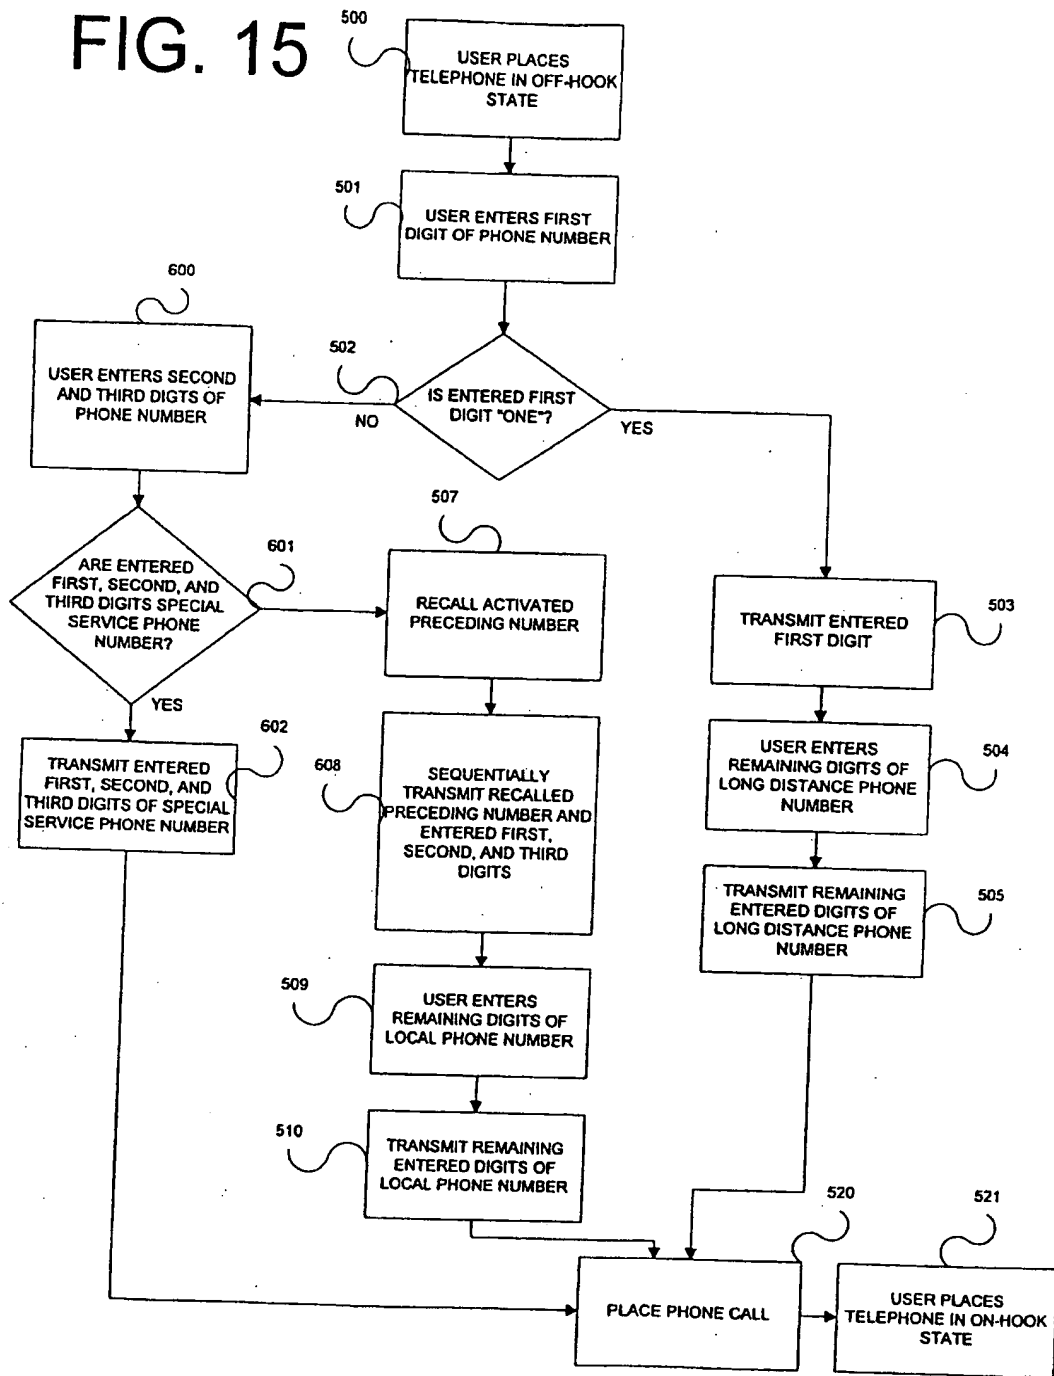 FIG. 15
500
USER PLACES
TELEPHONE IN OFF-HOOK
STATE
501
USER ENTERS FIRST
DIGIT OF PHONE NUMBER
600
USER ENTERS SECOND
AND THIRD DIGTS OF
PHONE NUMBER
502
IS ENTERED FIRST
DIGIT "ONE"?
NO
YES
507
ARE ENTERED
FIRST, SECOND, AND
THIRD DIGITS SPECIAL
SERVICE PHONE
NUMBER?
601
YES
RECALL ACTIVATED
PRECEDING NUMBER
TRANSMIT ENTERED
FIRST DIGIT
503
602
TRANSMIT ENTERED
FIRST, SECOND, AND
THIRD DIGITS OF SPECIAL
SERVICE PHONE NUMBER
608
SEQUENTIALLY
TRANSMIT RECALLED
PRECEDING NUMBER AND
ENTERED FIRST,
SECOND, AND THIRD
DIGITS
USER ENTERS
REMAINING DIGITS OF
LONG DISTANCE PHONE
NUMBER
504
TRANSMIT REMAINING
ENTERED DIGITS OF
LONG DISTANCE PHONE
NUMBER
505
509
USER ENTERS
REMAINING DIGITS OF
LOCAL PHONE NUMBER
510
TRANSMIT REMAINING
ENTERED DIGITS OF
LOCAL PHONE NUMBER
520
PLACE PHONE CALL
521
USER PLACES
TELEPHONE IN ON-HOOK
STATE